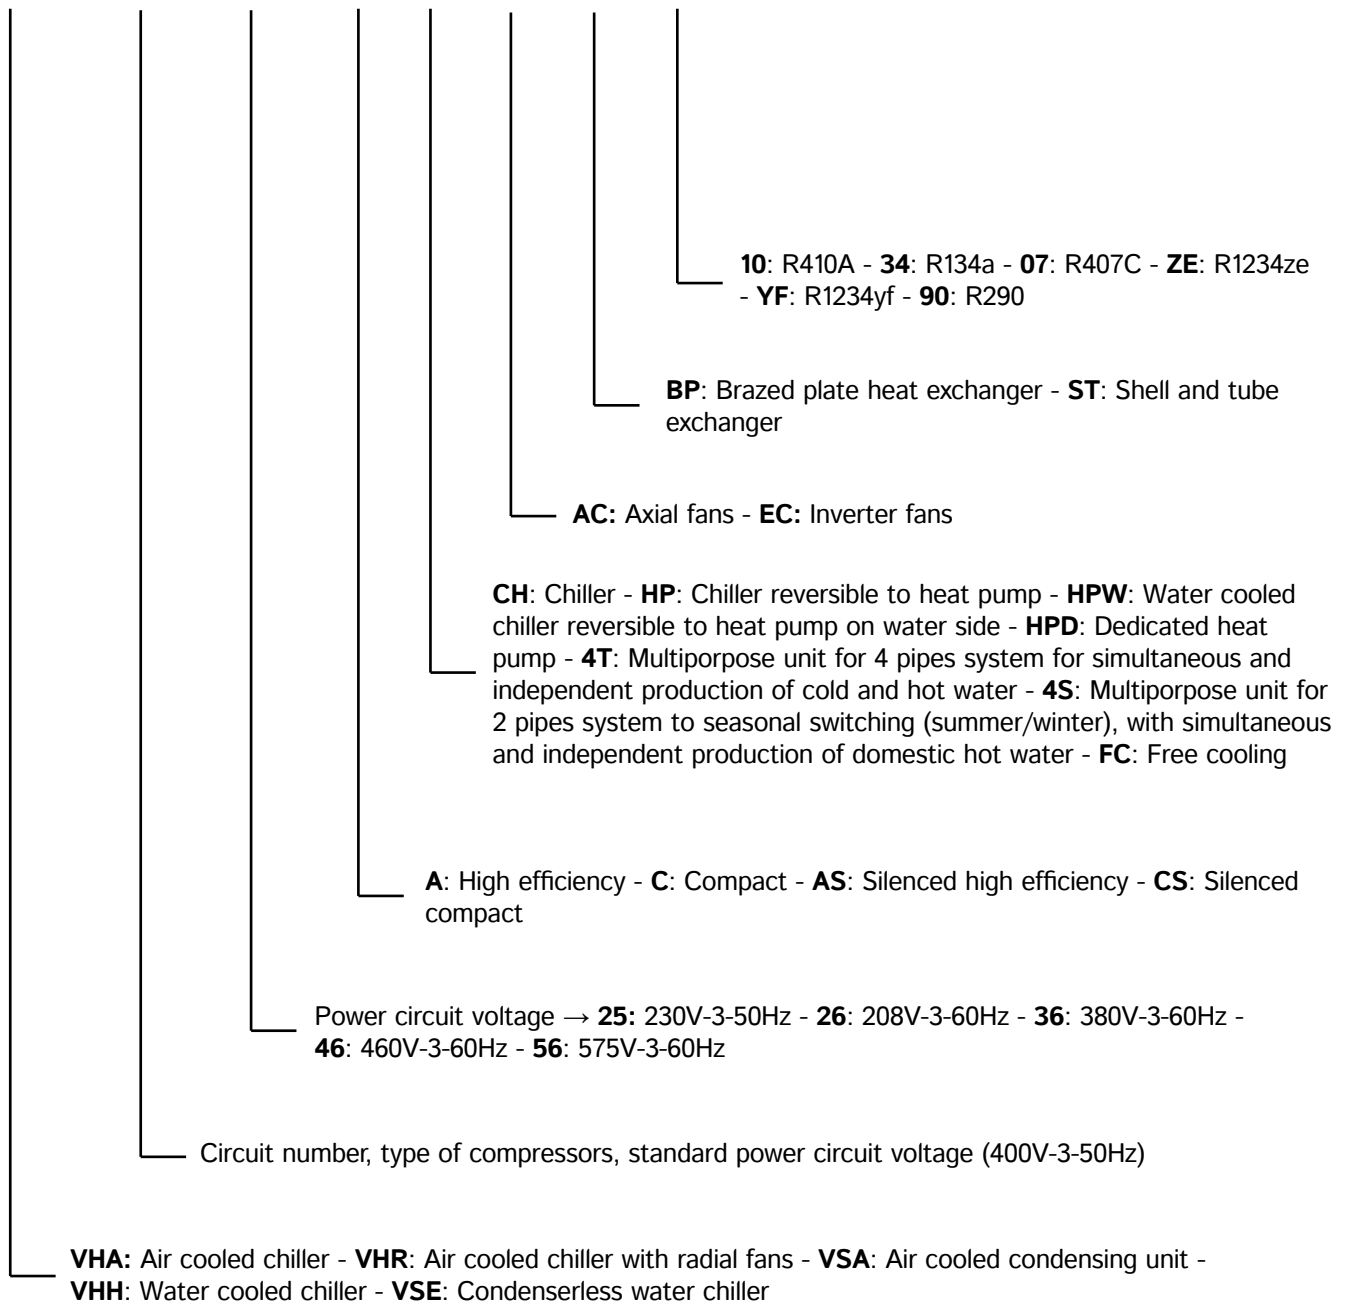 10: R410A - 34: R134a - 07: R407C - ZE: R1234ze
- YF: R1234yf - 90: R290
BP: Brazed plate heat exchanger - ST: Shell and tube
exchanger
AC: Axial fans - EC: Inverter fans
CH: Chiller - HP: Chiller reversible to heat pump - HPW: Water cooled
chiller reversible to heat pump on water side - HPD: Dedicated heat
pump - 4T: Multiporpose unit for 4 pipes system for simultaneous and
independent production of cold and hot water - 4S: Multiporpose unit for
2 pipes system to seasonal switching (summer/winter), with simultaneous
and independent production of domestic hot water - FC: Free cooling
A: High efficiency - C: Compact - AS: Silenced high efficiency - CS: Silenced
compact
Power circuit voltage → 25: 230V-3-50Hz - 26: 208V-3-60Hz - 36: 380V-3-60Hz -
46: 460V-3-60Hz - 56: 575V-3-60Hz
Circuit number, type of compressors, standard power circuit voltage (400V-3-50Hz)
VHA: Air cooled chiller - VHR: Air cooled chiller with radial fans - VSA: Air cooled condensing unit -
VHH: Water cooled chiller - VSE: Condenserless water chiller